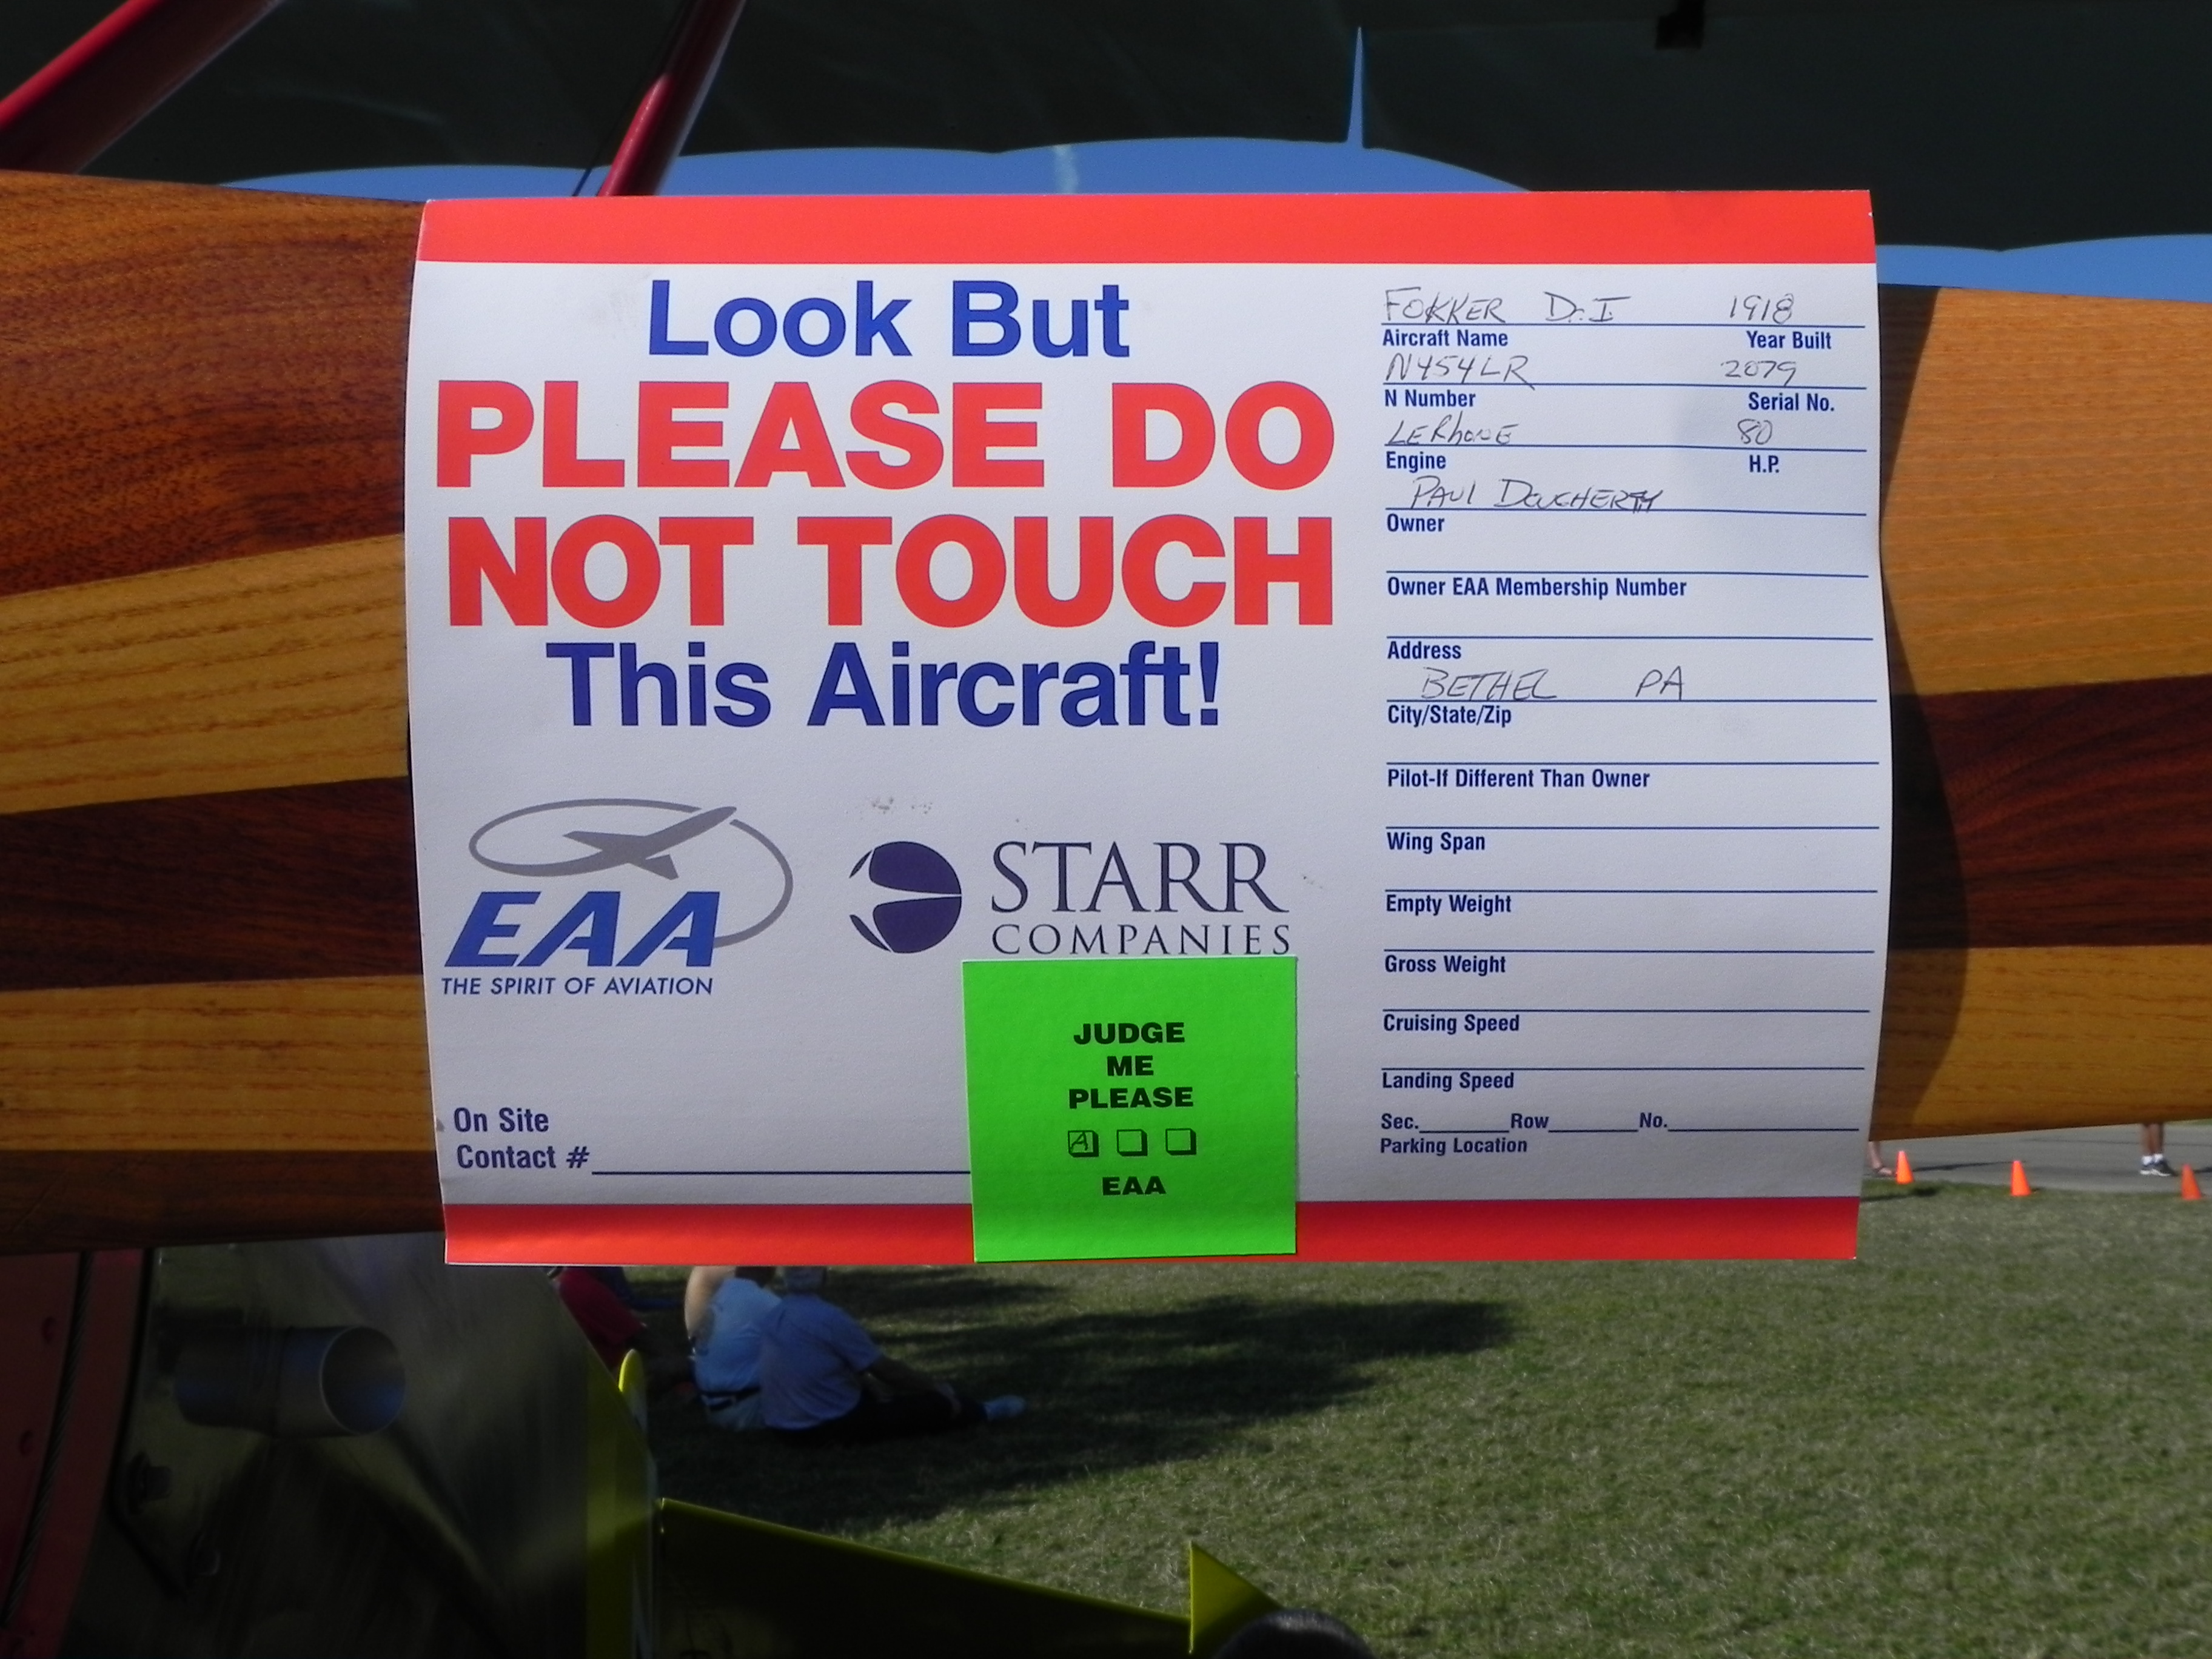 Look But
PLEASE DO
NOT TOUCH
This Aircraft!
EAA
THE SPIRIT OF AVIATION
STARR
COMPANIES
On Site
Contact #
JUDGE
ME
PLEASE
A
EAA
FOKKER Dr.I 1918
Aircraft Name Year Built
N454LR 2079
N Number Serial No.
LERhONE 80
Engine H.P.
PAUL DOUGHERTY
Owner
Owner EAA Membership Number
Address
BETHEL PA
City/State/Zip
Pilot-If Different Than Owner
Wing Span
Empty Weight
Gross Weight
Cruising Speed
Landing Speed
Sec. Row No.
Parking Location